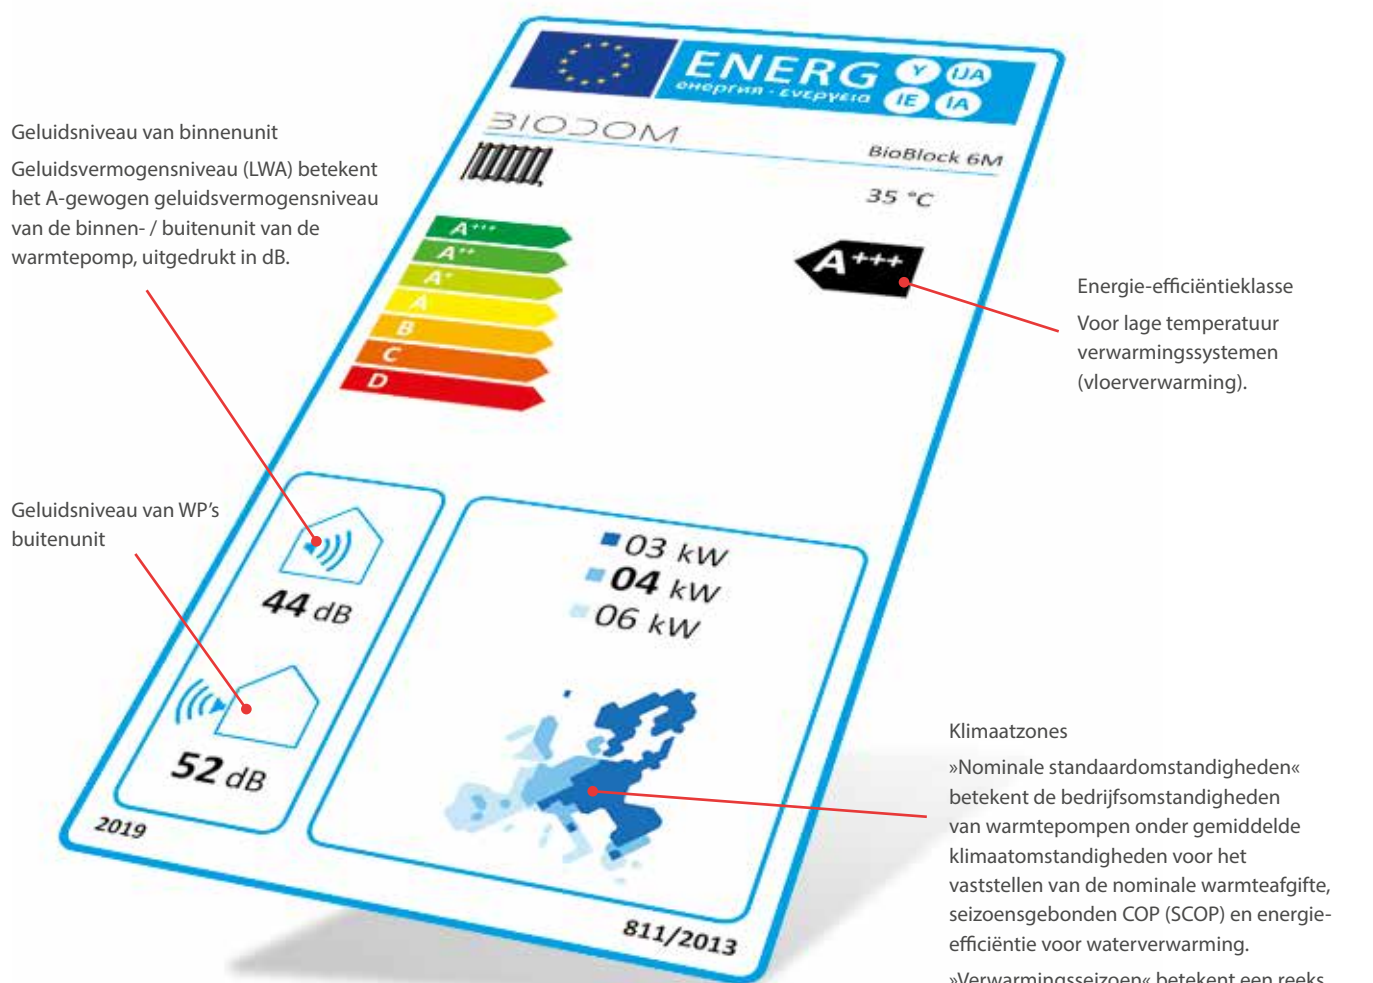 Geluidsniveau van binnenunit
Geluidsvermogensniveau (LWA) betekent
het A-gewogen geluidsvermogensniveau
van de binnen- / buitenunit van de
warmtepomp, uitgedrukt in dB.
Geluidsniveau van WP's
buitenunit
ENERG
енергия · ενεργεια
Y IJA
IE IA
BIODOM
BioBlock 6M
35 °C
A+++
A++
A+
A
B
C
D
A+++
44 dB
52 dB
03 kW
04 kW
06 kW
2019
811/2013
Energie-efficiëntieklasse
Voor lage temperatuur
verwarmingssystemen
(vloerverwarming).
Klimaatzones
»Nominale standaardomstandigheden«
betekent de bedrijfsomstandigheden
van warmtepompen onder gemiddelde
klimaatomstandigheden voor het
vaststellen van de nominale warmteafgifte,
seizoensgebonden COP (SCOP) en energie-
efficiëntie voor waterverwarming.
»Verwarmingsseizoen« betekent een reeks